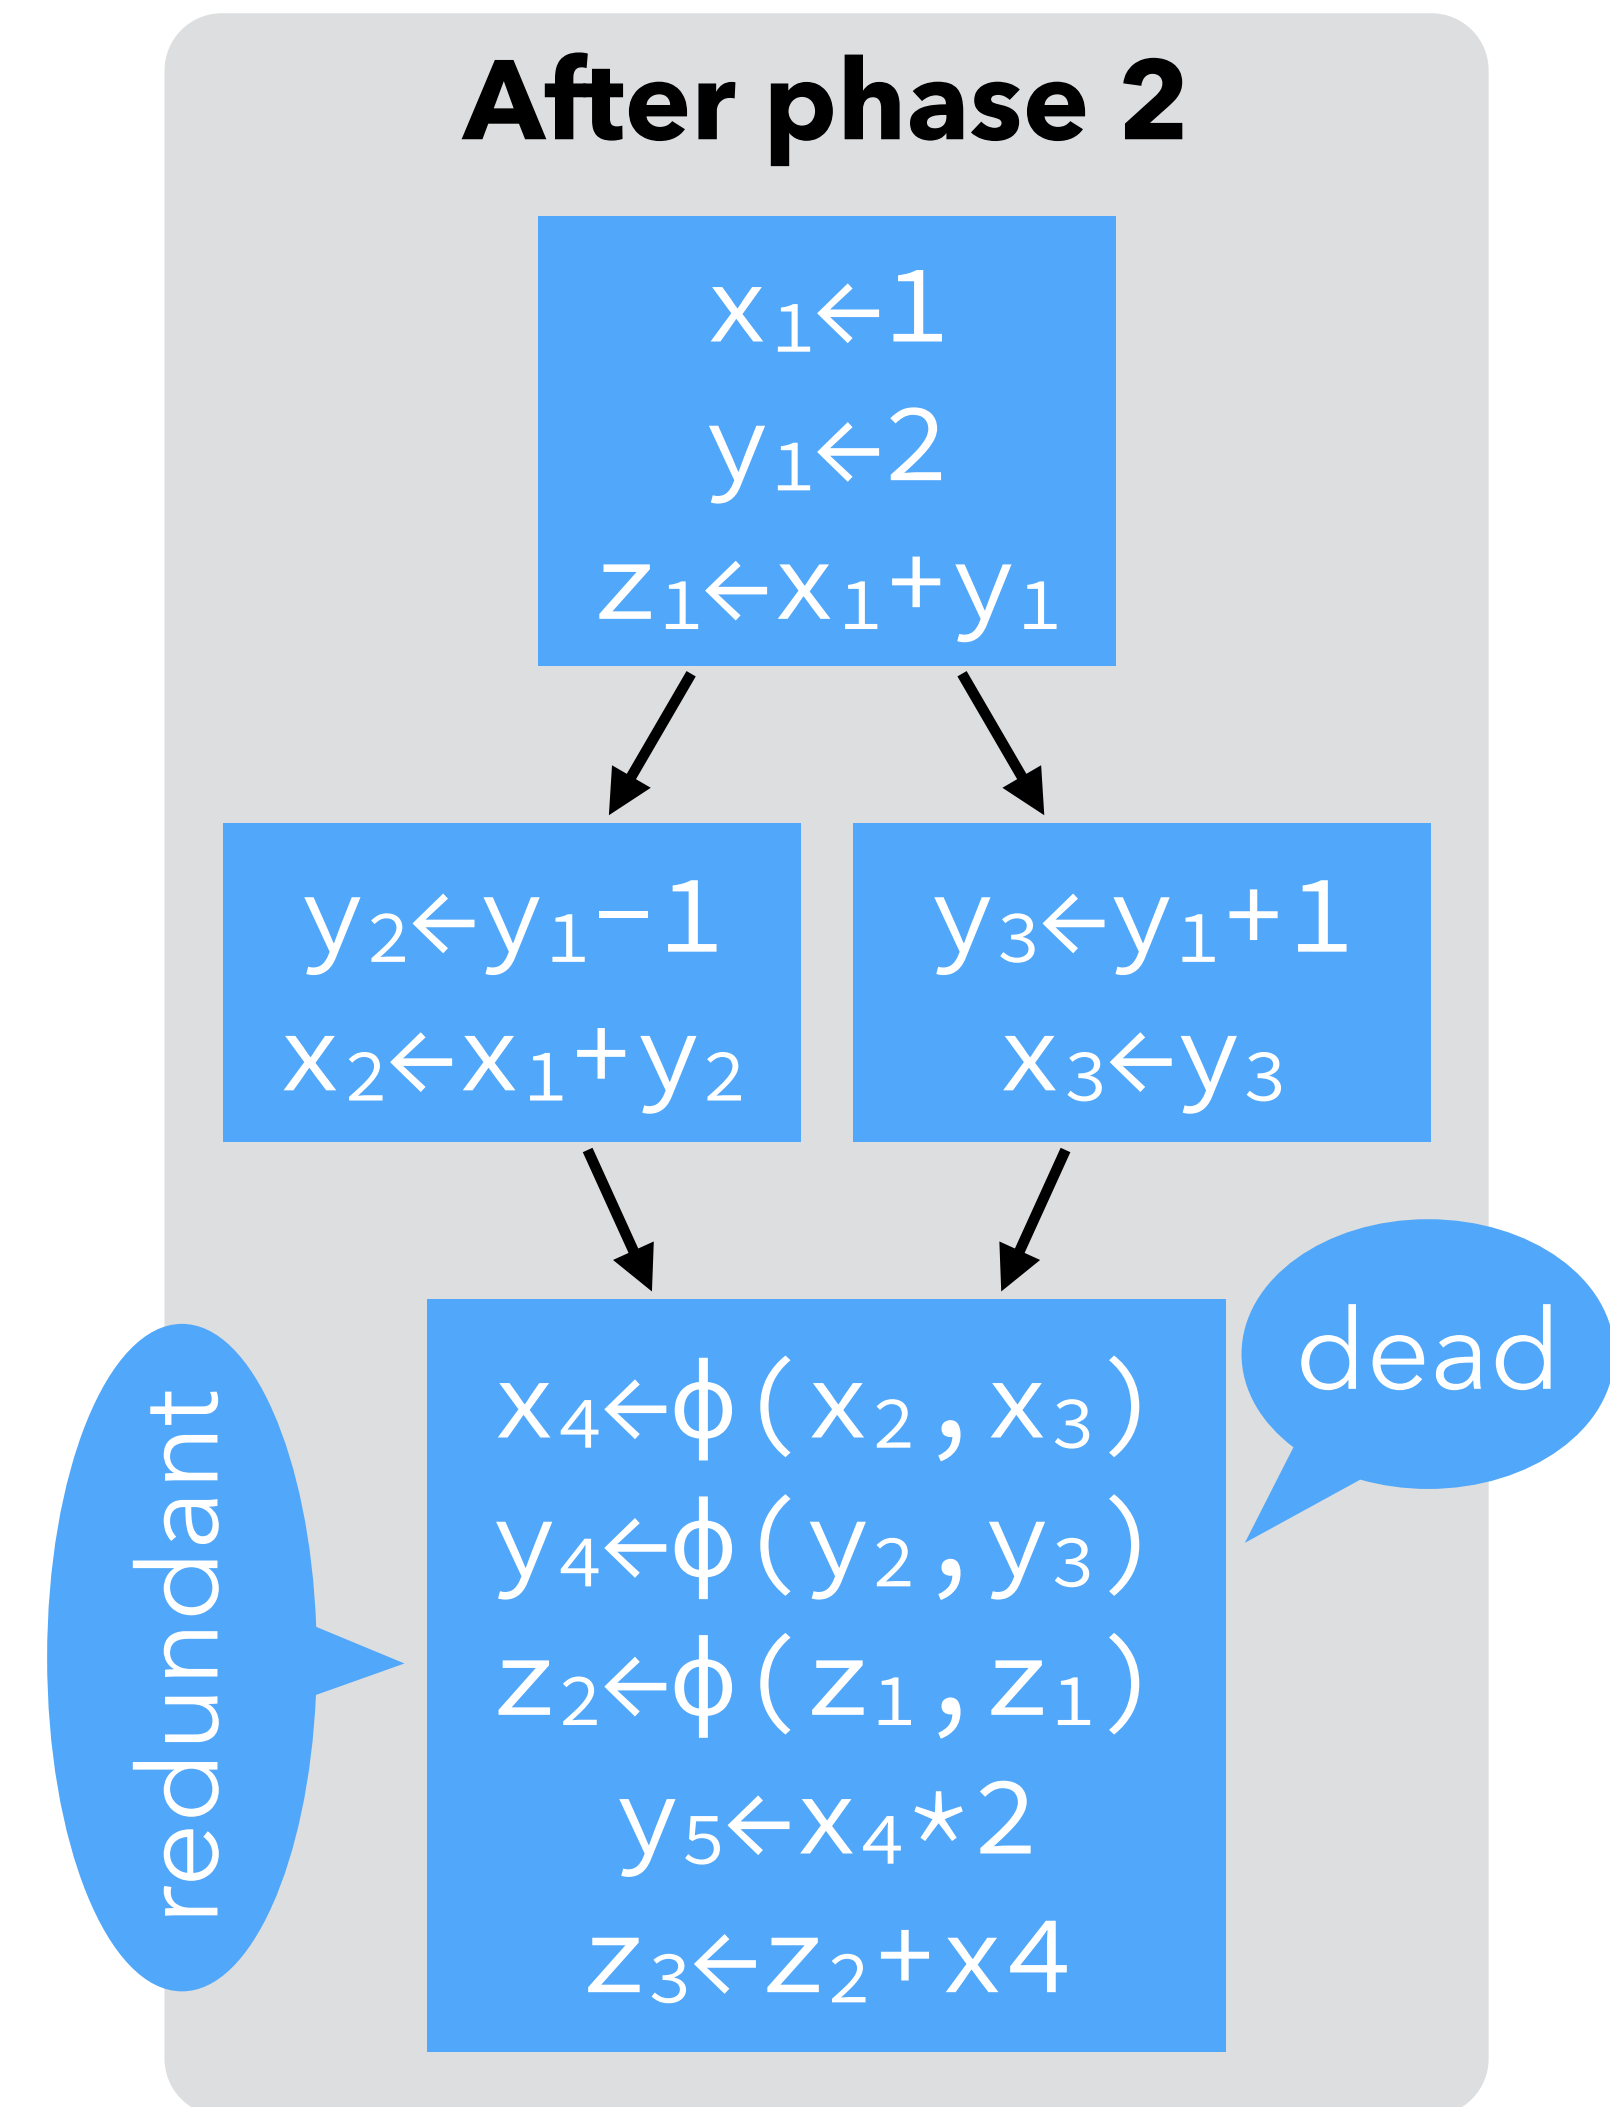 After phase 2
x₁←1
y₁←2
z₁←x₁+y₁
y₂←y₁-1
x₂←x₁+y₂
y₃←y₁+1
x₃←y₃
dead
redundant
x₄←ϕ(x₂,x₃)
y₄←ϕ(y₂,y₃)
z₂←ϕ(z₁,z₁)
y₅←x₄*2
z₃←z₂+x4